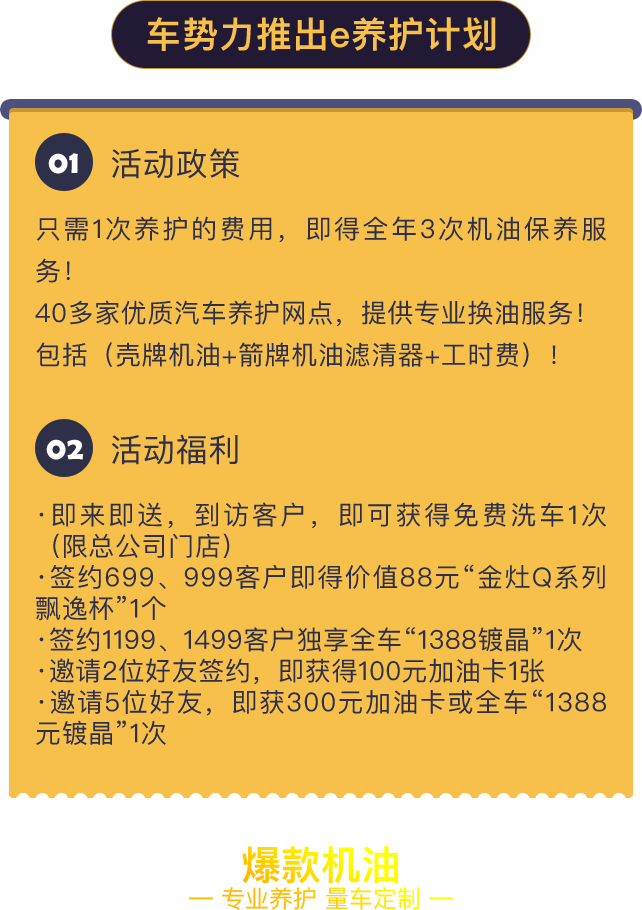 车势力推出e养护计划
01 活动政策
只需1次养护的费用，即得全年3次机油保养服
务！
40多家优质汽车养护网点，提供专业换油服务！
包括（壳牌机油+箭牌机油滤清器+工时费）！
02 活动福利
·即来即送，到访客户，即可获得免费洗车1次
（限总公司门店）
·签约699、999客户即得价值88元“金灶Q系列
飘逸杯”1个
·签约1199、1499客户独享全车“1388镀晶”1次
·邀请2位好友签约，即获得100元加油卡1张
·邀请5位好友，即获300元加油卡或全车“1388
元镀晶”1次
爆款机油
— 专业养护 量车定制 —